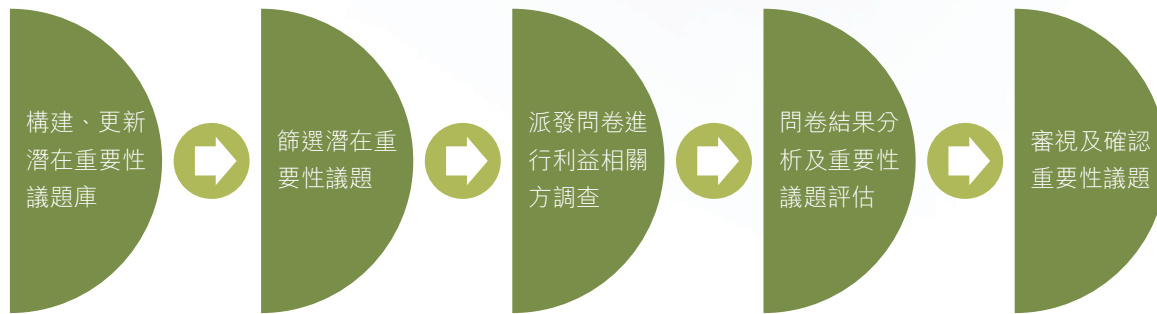 構建、更新
潛在重要性
議題庫
篩選潛在重
要性議題
派發問卷進
行利益相關
方調查
問卷結果分
析及重要性
議題評估
審視及確認
重要性議題